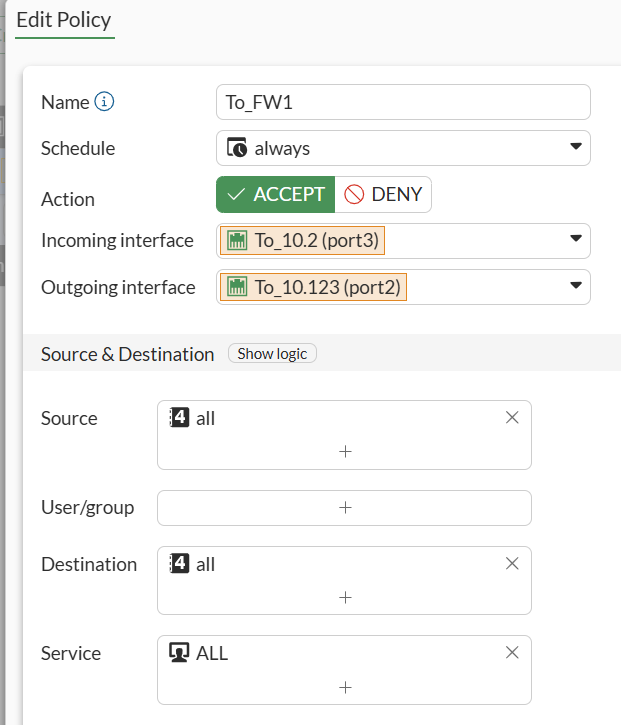 Edit Policy
Name
To_FW1
Schedule
always
Action
ACCEPT
DENY
Incoming interface
To_10.2 (port3)
Outgoing interface
To_10.123 (port2)
Source & Destination
Show logic
Source
4 all
User/group
Destination
4 all
Service
ALL